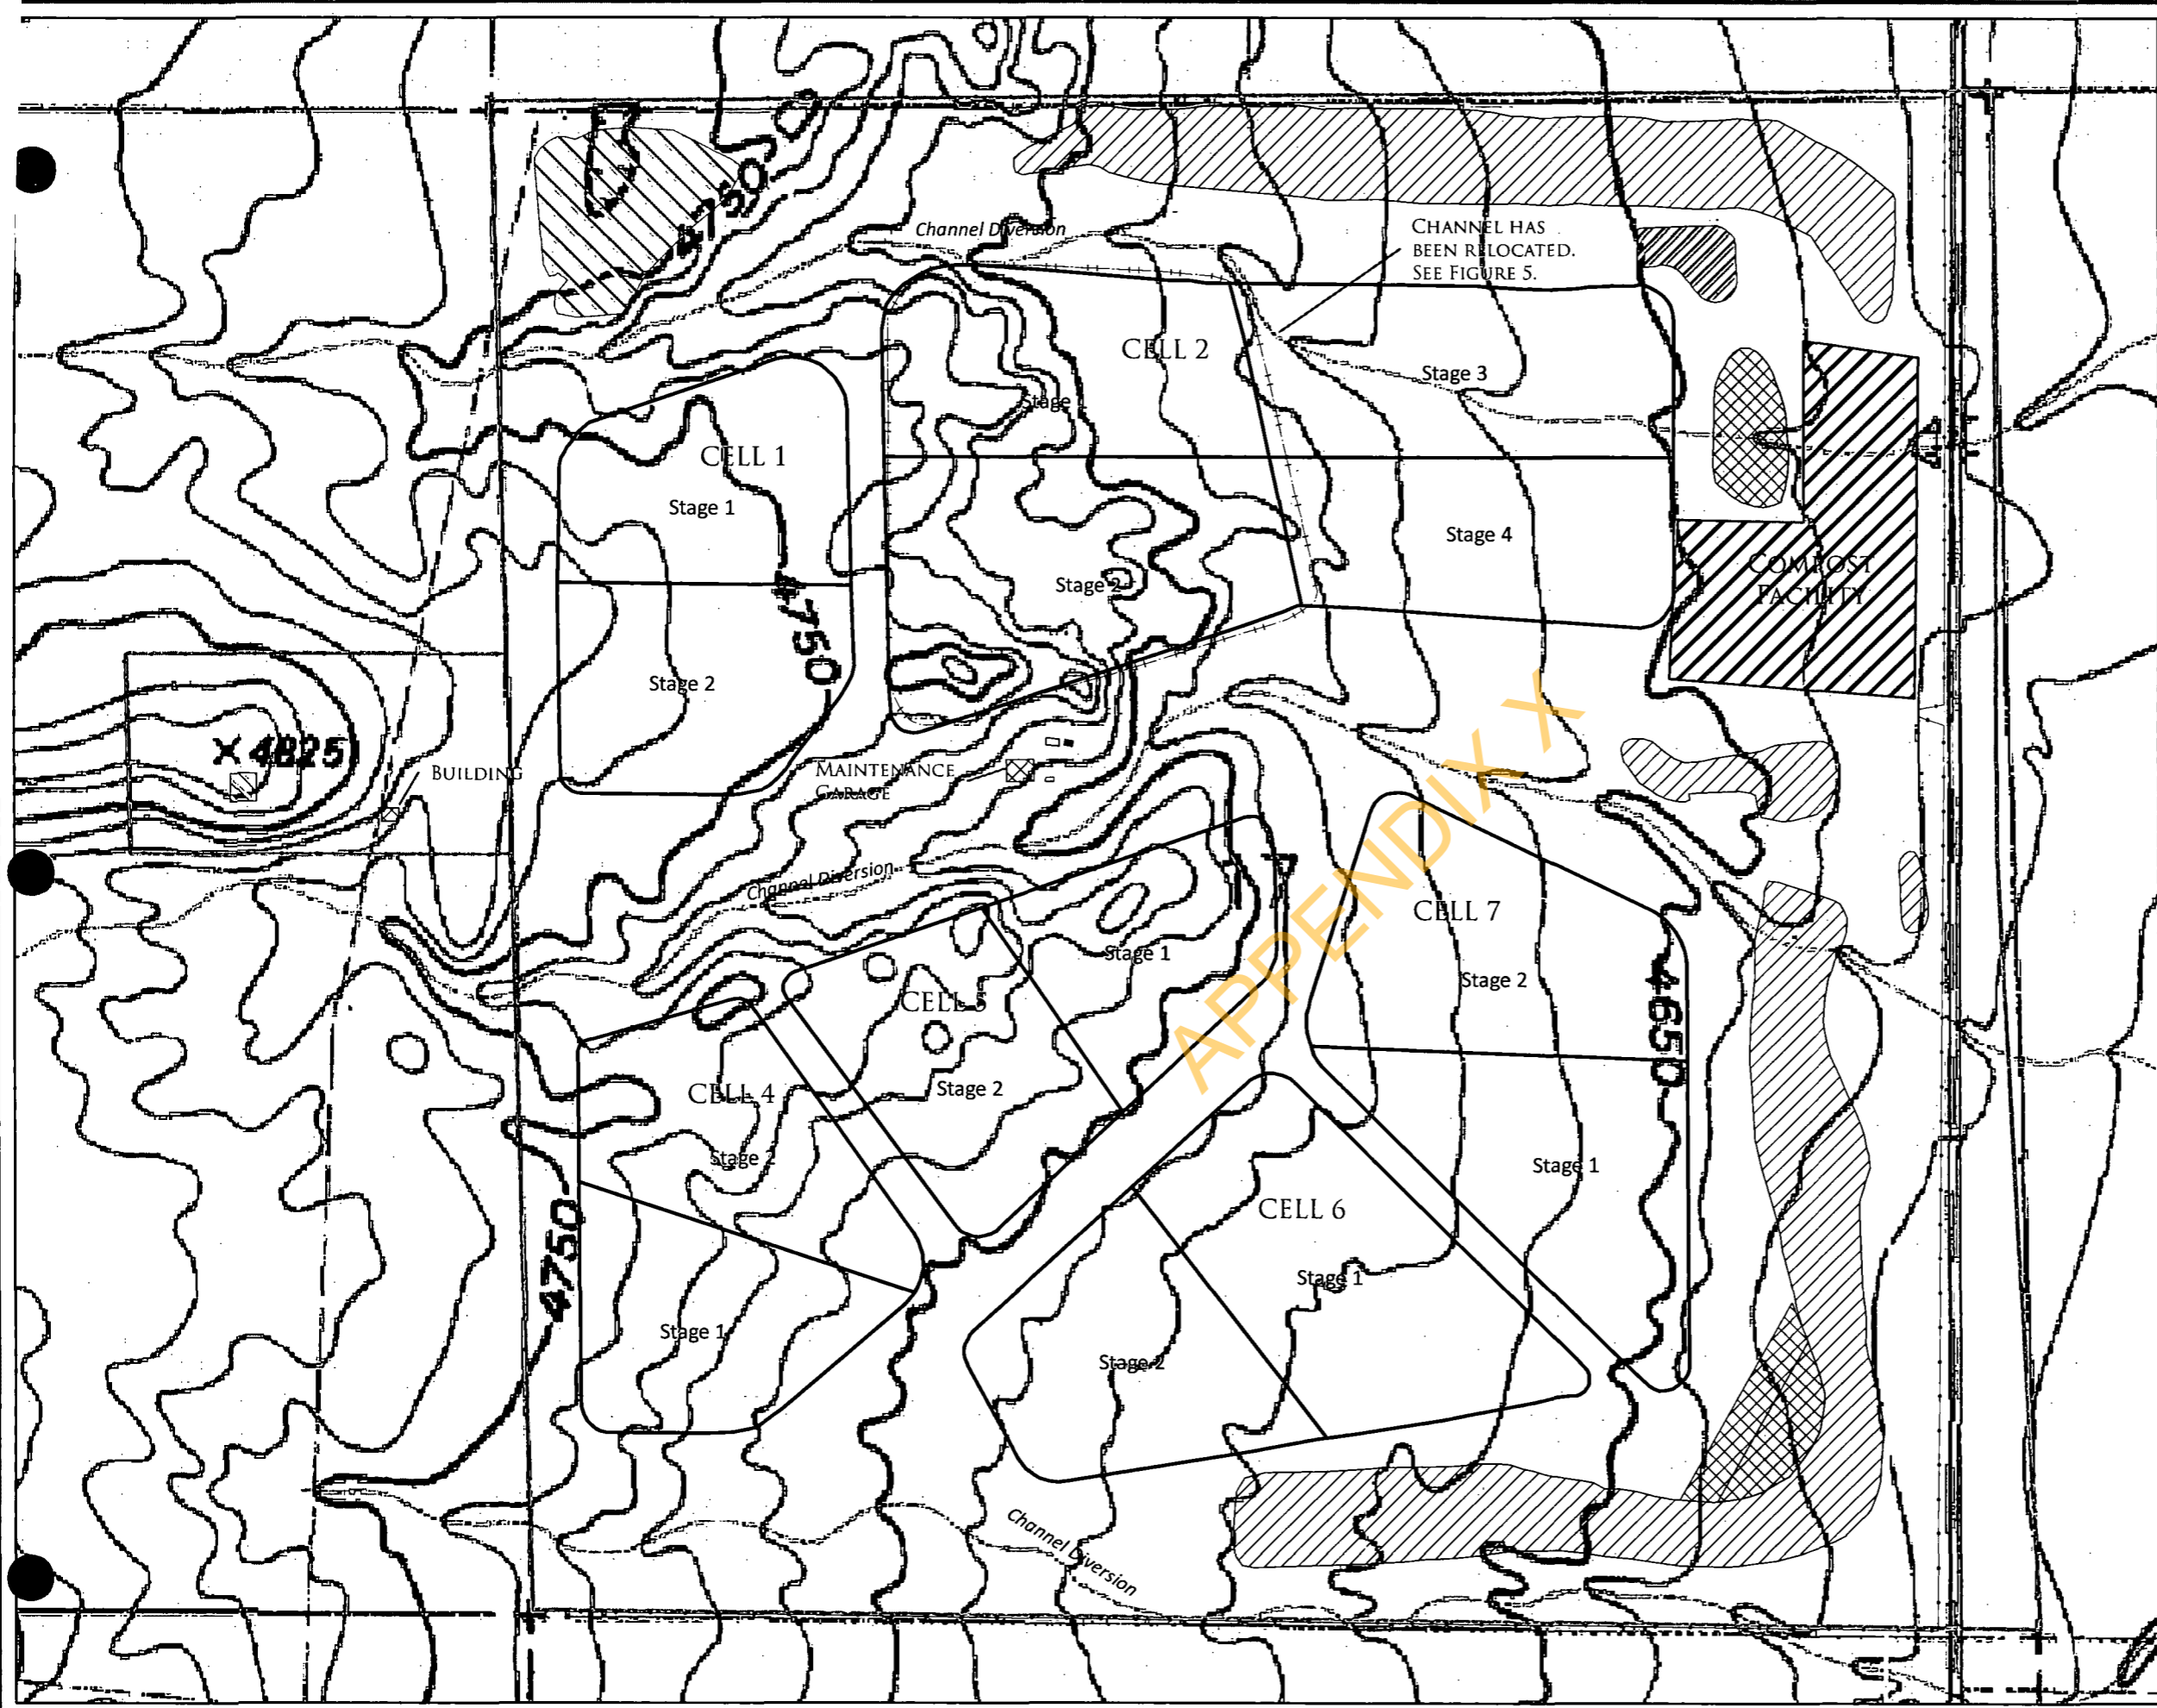 4750
Channel Diversion
CHANNEL HAS
BEEN RELOCATED.
SEE FIGURE 5.
CELL 2
Stage 3
Stage
CELL 1
Stage 1
Stage 4
COMPOST
FACILITY
Stage 2
4750
Stage 2
X 4825
BUILDING
MAINTENANCE
GARAGE
Channel Diversion
17
CELL 7
Stage 1
Stage 2
CELL 5
4650
CELL 4
Stage 2
Stage 2
Stage 1
CELL 6
4750
Stage 1
Stage 1
Stage 2
Channel Diversion
APPENDIX X